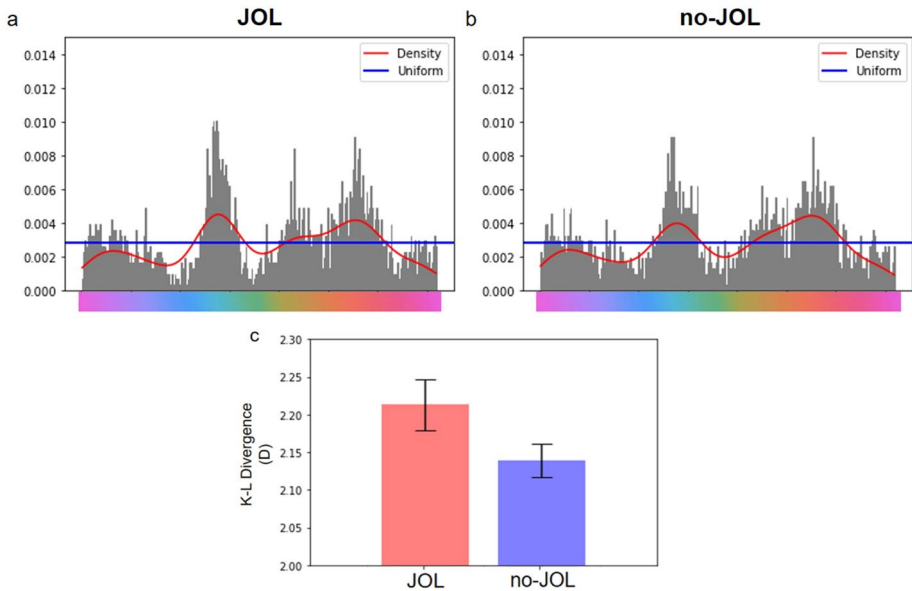 a
JOL
0.014
0.012
0.010
0.008
0.006
0.004
0.002
0.000
Density
Uniform
b
no-JOL
0.014
0.012
0.010
0.008
0.006
0.004
0.002
0.000
Density
Uniform
c
K-L Divergence
(D)
2.30
2.25
2.20
2.15
2.10
2.05
2.00
JOL
no-JOL